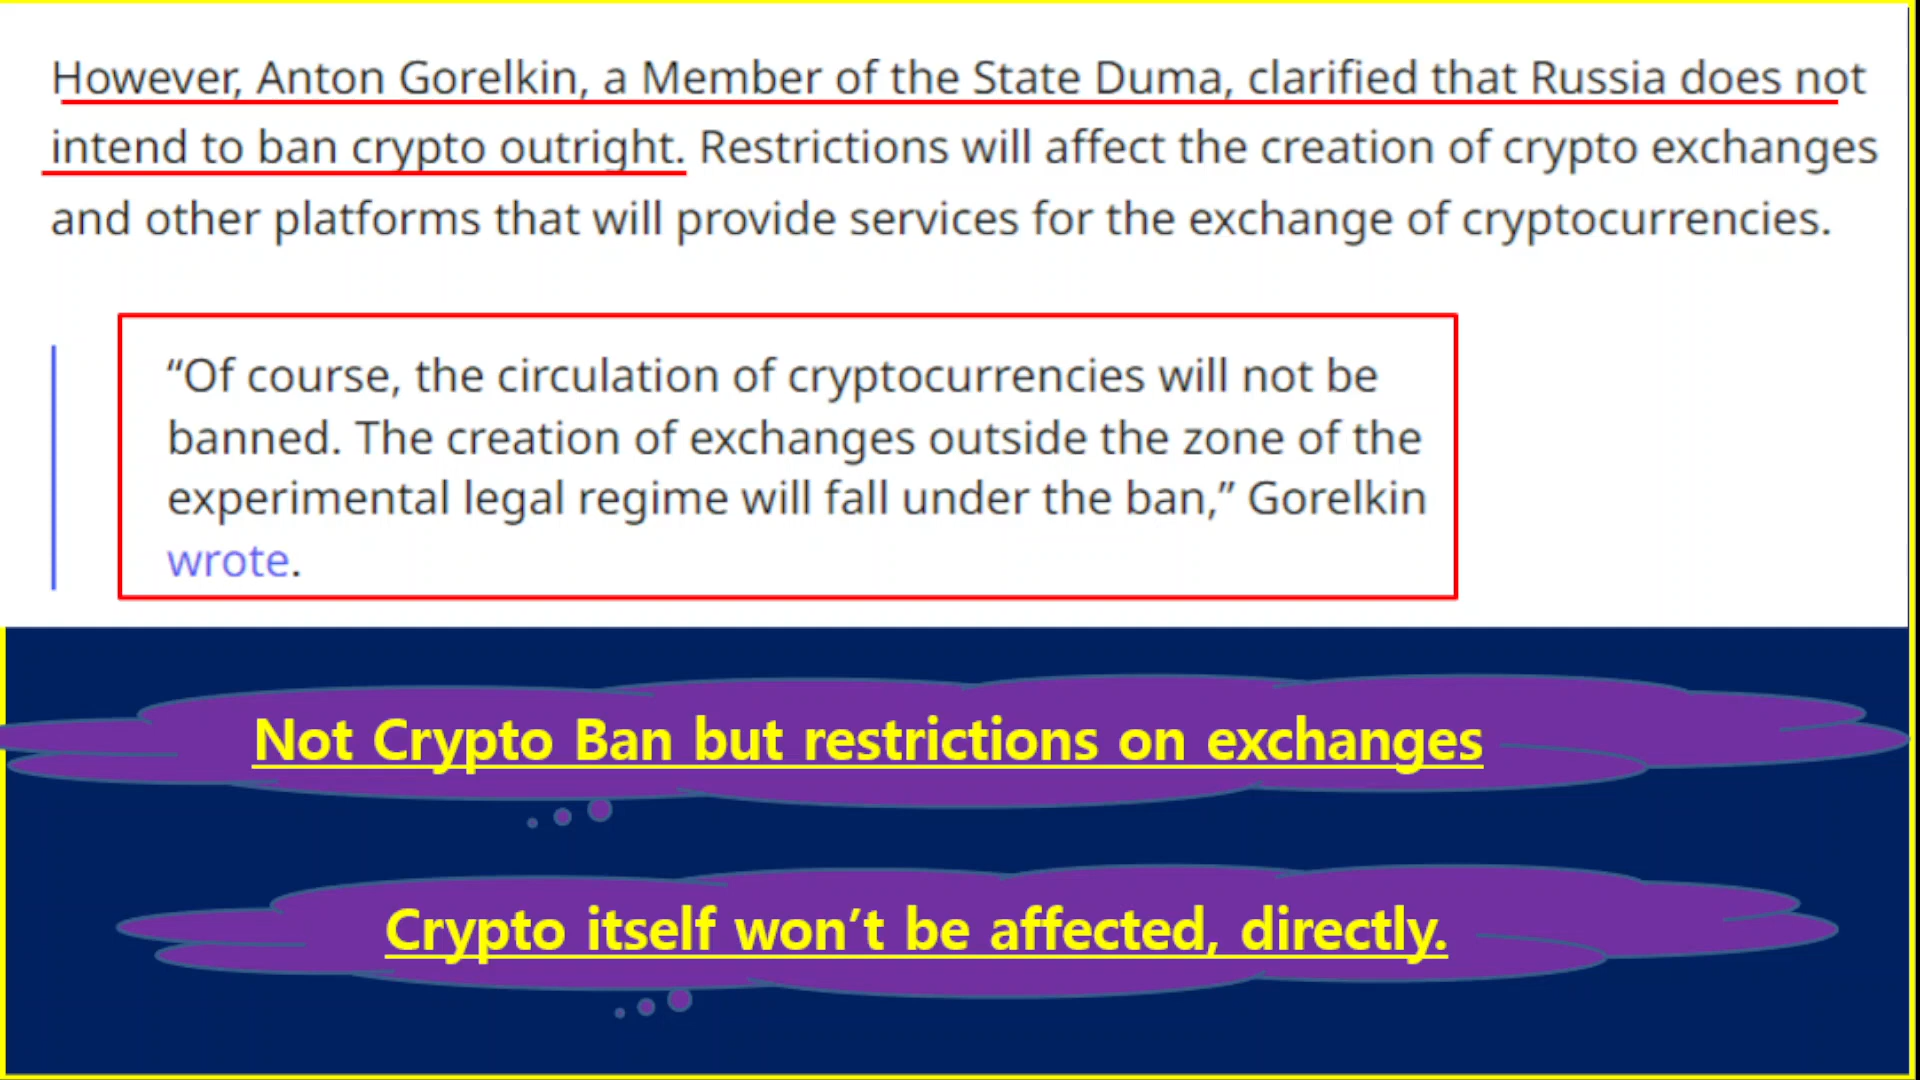 However, Anton Gorelkin, a Member of the State Duma, clarified that Russia does not
intend to ban crypto outright. Restrictions will affect the creation of crypto exchanges
and other platforms that will provide services for the exchange of cryptocurrencies.
“Of course, the circulation of cryptocurrencies will not be
banned. The creation of exchanges outside the zone of the
experimental legal regime will fall under the ban,” Gorelkin
wrote.
Not Crypto Ban but restrictions on exchanges
Crypto itself won’t be affected, directly.